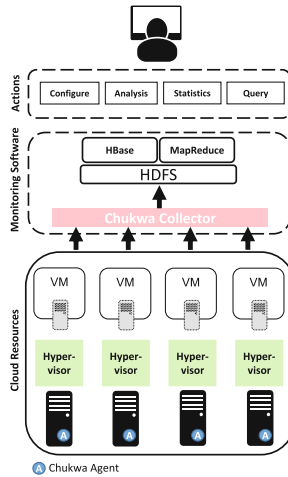 Actions
Configure
Analysis
Statistics
Query
Monitoring Software
HBase
MapReduce
HDFS
Chukwa Collector
Cloud Resources
VM
VM
VM
VM
Hyper-
visor
Hyper-
visor
Hyper-
visor
Hyper-
visor
A
A
A
A
A Chukwa Agent